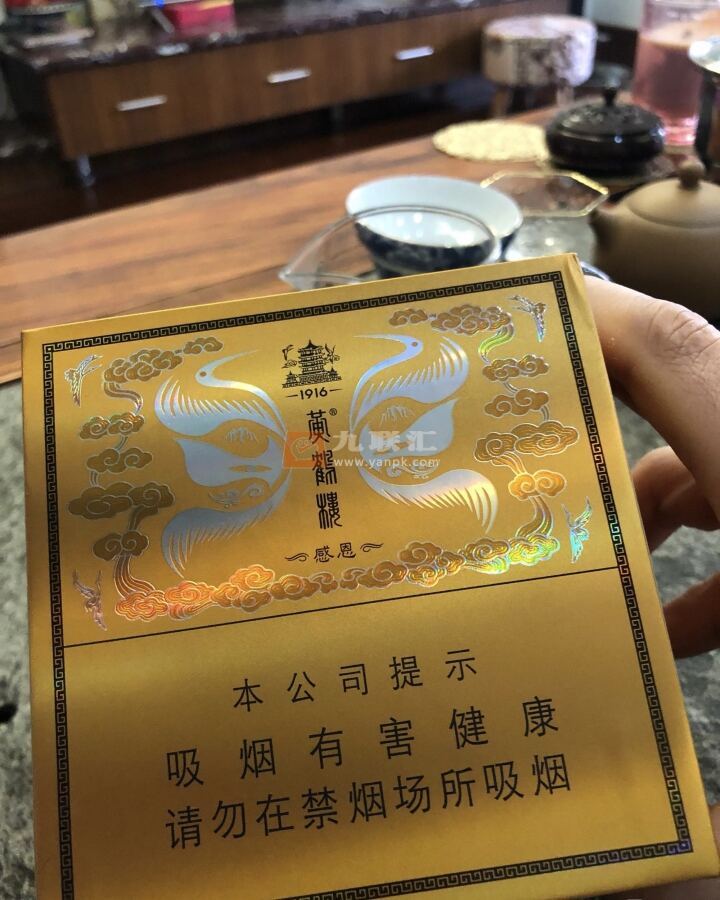 1916
黄鹤楼®
九联汇
www.yanpk.com
感恩
本公司提示
吸烟有害健康
请勿在禁烟场所吸烟